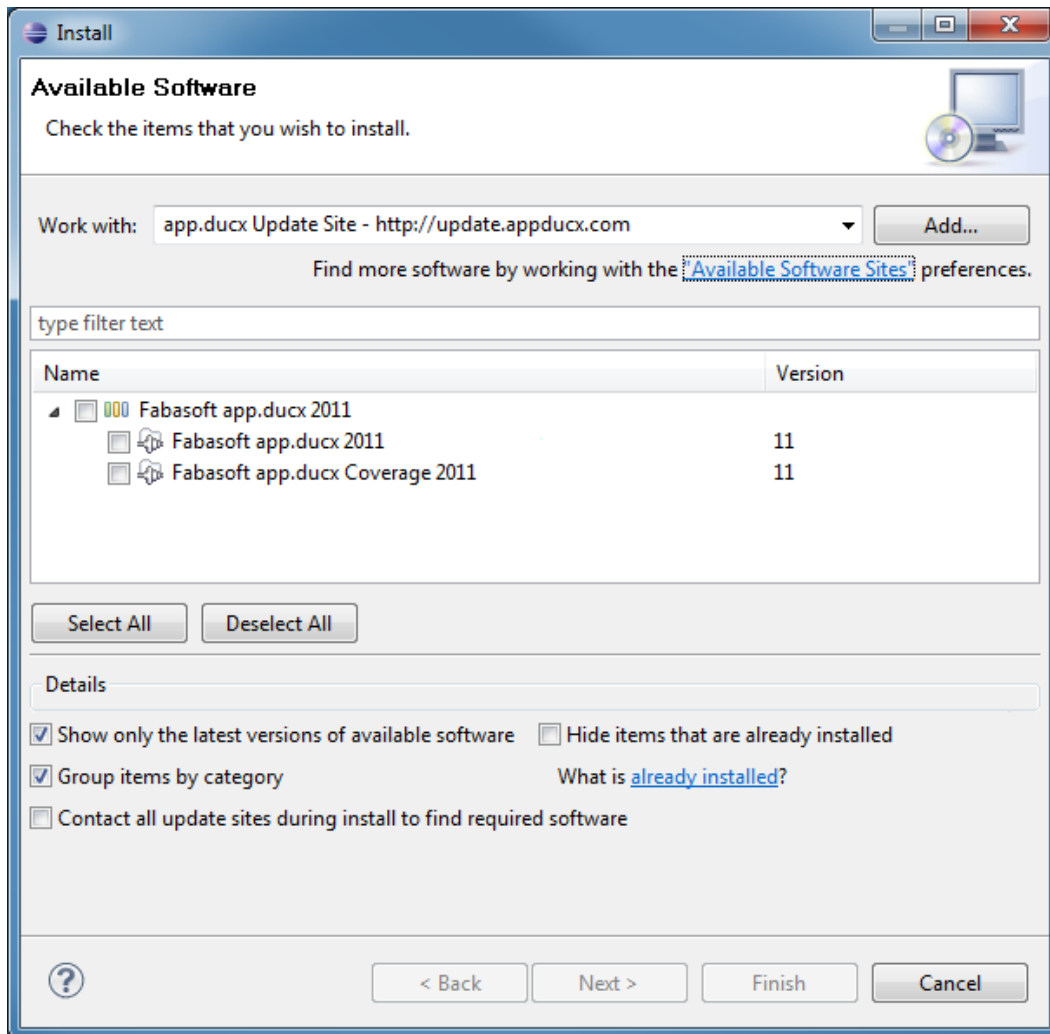 Install
Available Software
Check the items that you wish to install.
Work with: app.ducx Update Site - http://update.appducx.com Add...
Find more software by working with the "Available Software Sites" preferences.
type filter text
Name Version
Fabasoft app.ducx 2011
Fabasoft app.ducx 2011 11
Fabasoft app.ducx Coverage 2011 11
Select All Deselect All
Details
Show only the latest versions of available software Hide items that are already installed
Group items by category What is already installed?
Contact all update sites during install to find required software
? < Back Next > Finish Cancel